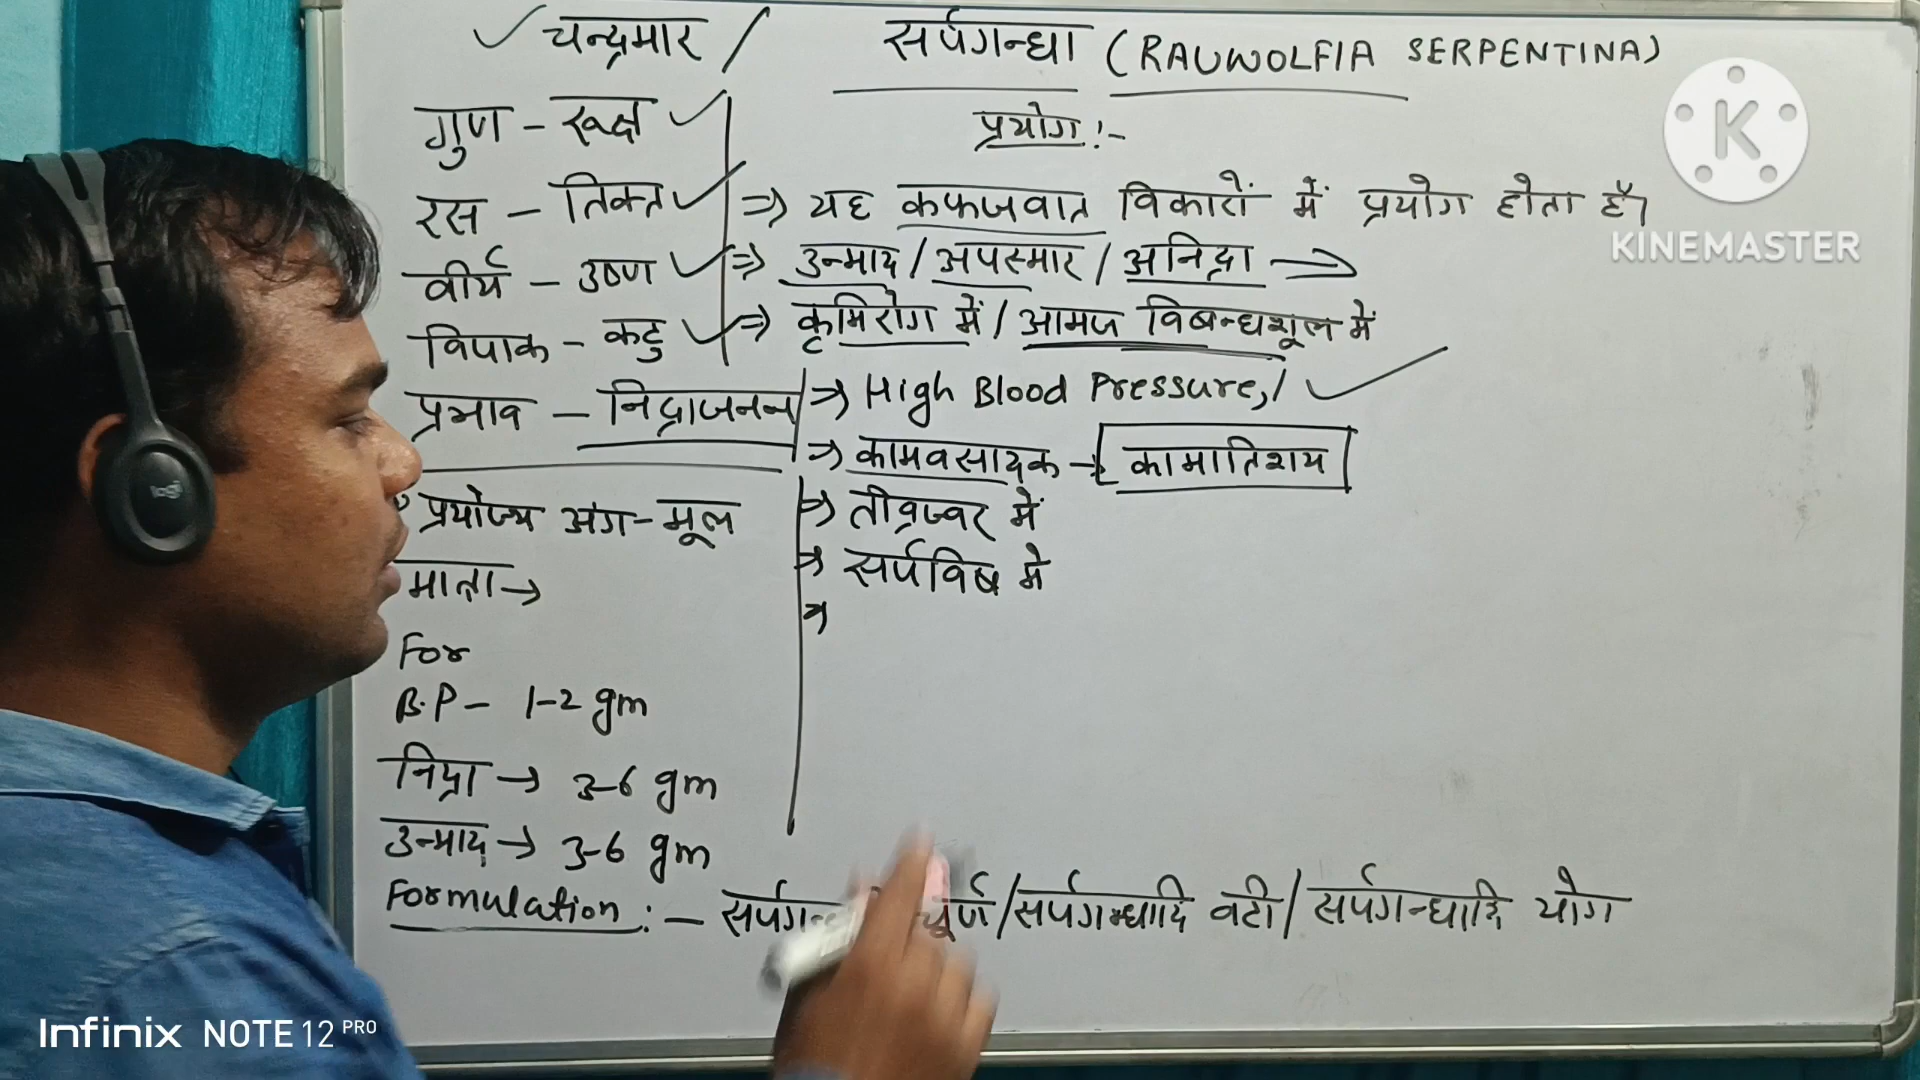 ✓ चन्द्रमार / सर्पगन्धा (RAUWOLFIA SERPENTINA)
गुण - रूक्ष ✓
रस - तिक्त ✓
वीर्य - उष्ण ✓
विपाक - कटु ✓
प्रभाव - निद्राजनन
प्रयोज्य अंग - मूल
मात्रा →
For
B.P - 1-2 gm
निद्रा → 3-6 gm
उन्माद → 3-6 gm
प्रयोग :-
⇒ यह कफजवात विकारों में प्रयोग होता है।
⇒ उन्माद / अपस्मार / अनिद्रा ⇒
⇒ कृमिरोग में / आमज विबन्धशूल में
→ High Blood Pressure, / ✓
→ कामवसादक → कामातिशय
→ तीव्रज्वर में
→ सर्पविष मे
→
Formulation :- चूर्ण / सर्पगन्धादि वटी / सर्पगन्धादि योग
K
KINEMASTER
logi
Infinix NOTE 12 PRO